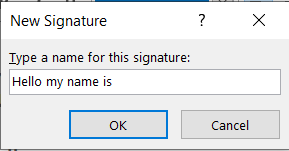 New Signature
?
Type a name for this signature:
Hello my name is
OK
Cancel